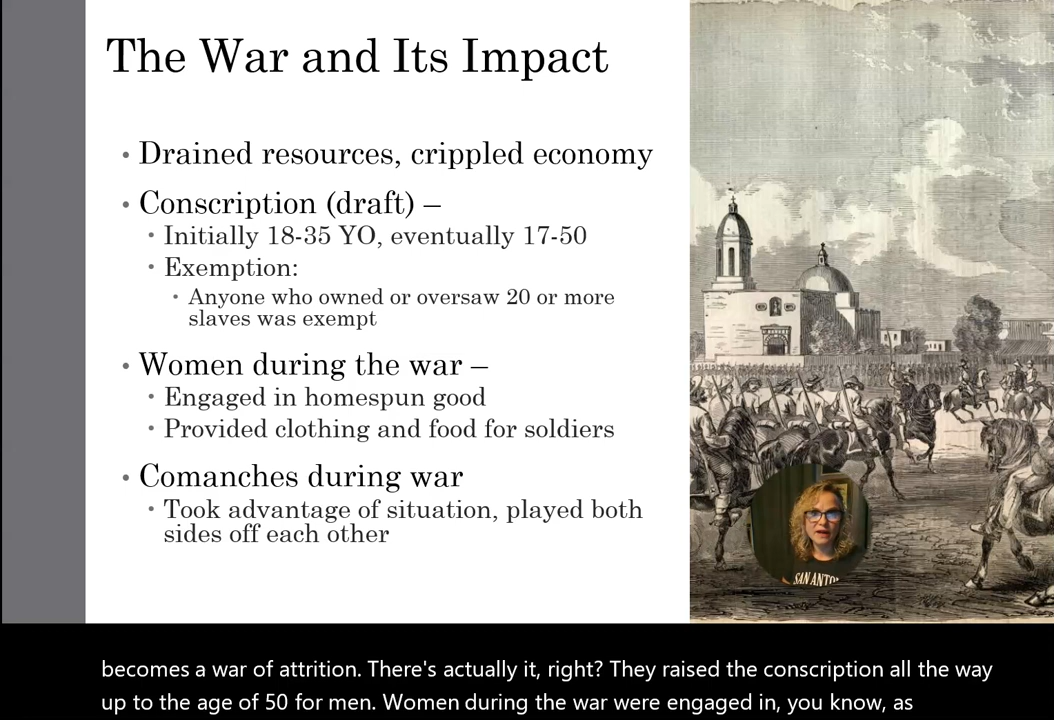 The War and Its Impact
• Drained resources, crippled economy
• Conscription (draft) –
• Initially 18-35 YO, eventually 17-50
• Exemption:
• Anyone who owned or oversaw 20 or more
slaves was exempt
• Women during the war –
• Engaged in homespun good
• Provided clothing and food for soldiers
• Comanches during war
• Took advantage of situation, played both
sides off each other
SAN
becomes a war of attrition. There's actually it, right? They raised the conscription all the way
up to the age of 50 for men. Women during the war were engaged in, you know, as